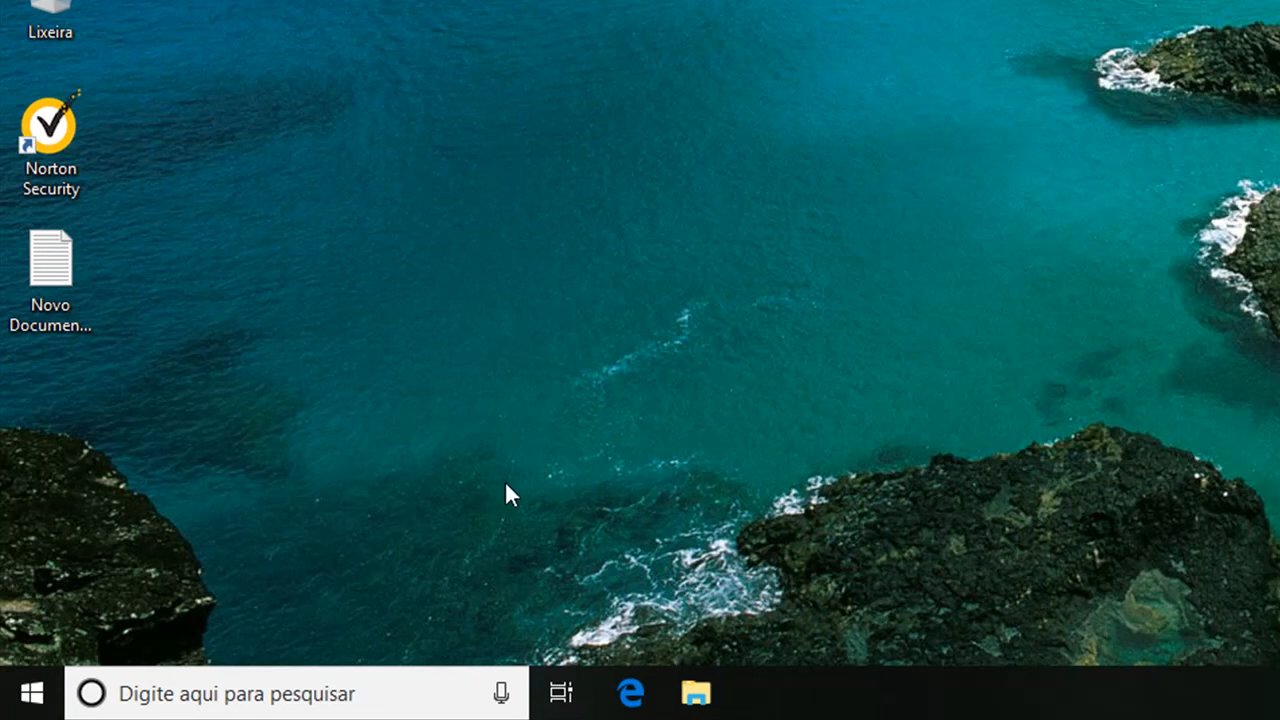 Lixeira
Norton
Security
Novo
Documen...
Digite aqui para pesquisar